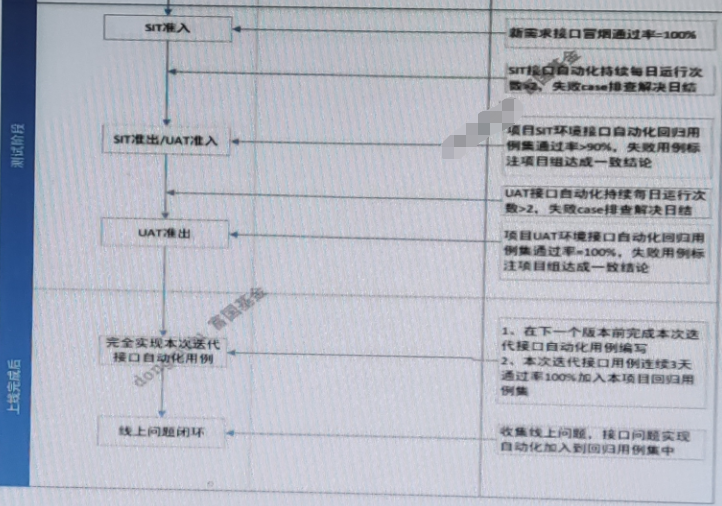 SIT准入
新需求接口冒烟通过率=100%
SIT接口自动化持续每日运行次
数>2，失败case排查解决日结
富国基金
测试阶段
SIT准出/UAT准入
项目SIT环境接口自动化回归用
例集通过率>90%，失败用例标
注项目组达成一致结论
UAT接口自动化持续每日运行次
数>2，失败case排查解决日结
UAT准出
项目UAT环境接口自动化回归用
例集通过率=100%，失败用例标
注项目组达成一致结论
富国基金
dong
上线完成后
完全实现本次迭代
接口自动化用例
1、在下一个版本前完成本次迭
代接口自动化用例编写
2、本次迭代接口用例连续3天
通过率100%加入本项目回归用
例集
线上问题闭环
收集线上问题，接口问题实现
自动化加入到回归用例集中